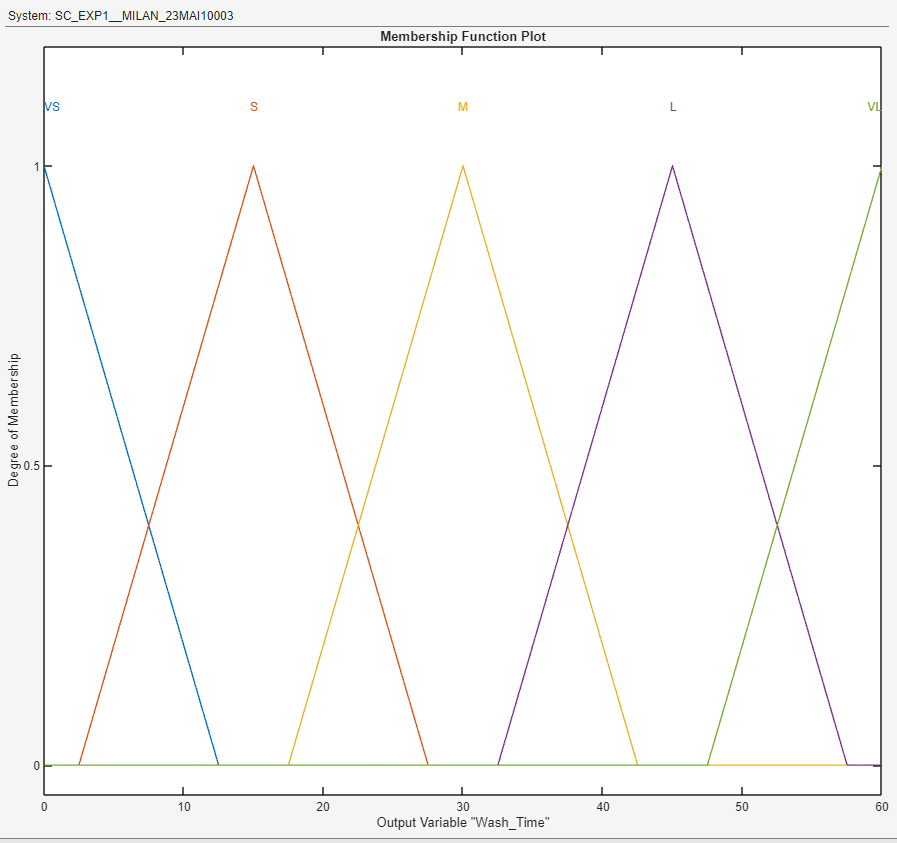 System: SC_EXP1__MILAN_23MAI10003
Membership Function Plot
VS S M L VL
1
0.5
0
Degree of Membership
0 10 20 30 40 50 60
Output Variable "Wash_Time"